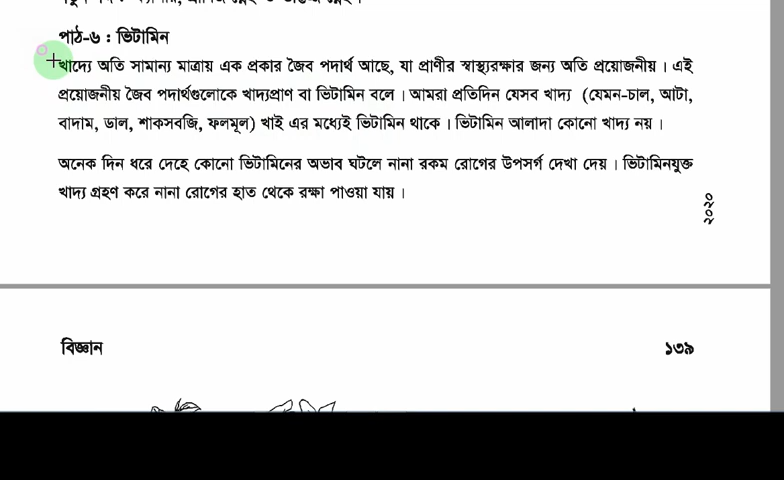 পাঠ-৬ : ভিটামিন
খাদ্যে অতি সামান্য মাত্রায় এক প্রকার জৈব পদার্থ আছে, যা প্রাণীর স্বাস্থ্যরক্ষার জন্য অতি প্রয়োজনীয়। এই
প্রয়োজনীয় জৈব পদার্থগুলোকে খাদ্যপ্রাণ বা ভিটামিন বলে। আমরা প্রতিদিন যেসব খাদ্য (যেমন-চাল, আটা,
বাদাম, ডাল, শাকসবজি, ফলমূল) খাই এর মধ্যেই ভিটামিন থাকে। ভিটামিন আলাদা কোনো খাদ্য নয়।
অনেক দিন ধরে দেহে কোনো ভিটামিনের অভাব ঘটলে নানা রকম রোগের উপসর্গ দেখা দেয়। ভিটামিনযুক্ত
খাদ্য গ্রহণ করে নানা রোগের হাত থেকে রক্ষা পাওয়া যায়।
২০২০
বিজ্ঞান ১৩৯